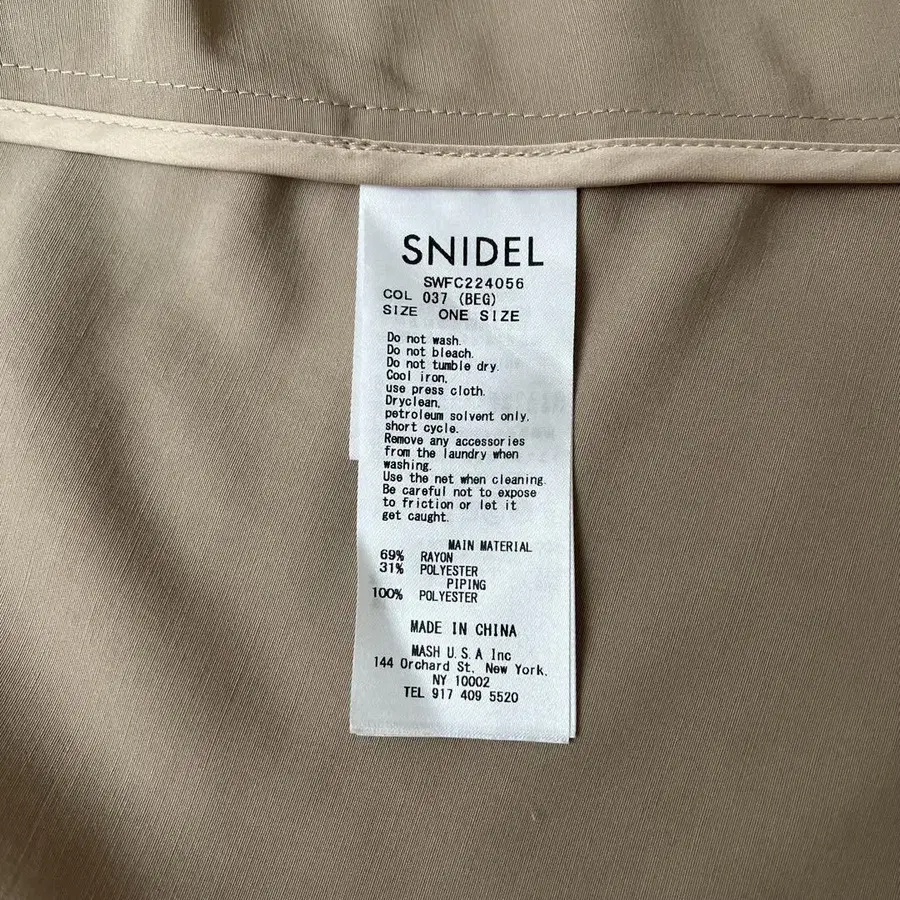 SNIDEL
SWFC224056
COL 037 (BEG)
SIZE ONE SIZE
Do not wash.
Do not bleach.
Do not tumble dry.
Cool iron,
use press cloth.
Dryclean,
petroleum solvent only,
short cycle.
Remove any accessories
from the laundry when
washing.
Use the net when cleaning.
Be careful not to expose
to friction or let it
get caught.
MAIN MATERIAL
69% RAYON
31% POLYESTER
PIPING
100% POLYESTER
MADE IN CHINA
MASH U.S.A Inc
144 Orchard St. New York.
NY 10002
TEL 917 409 5520